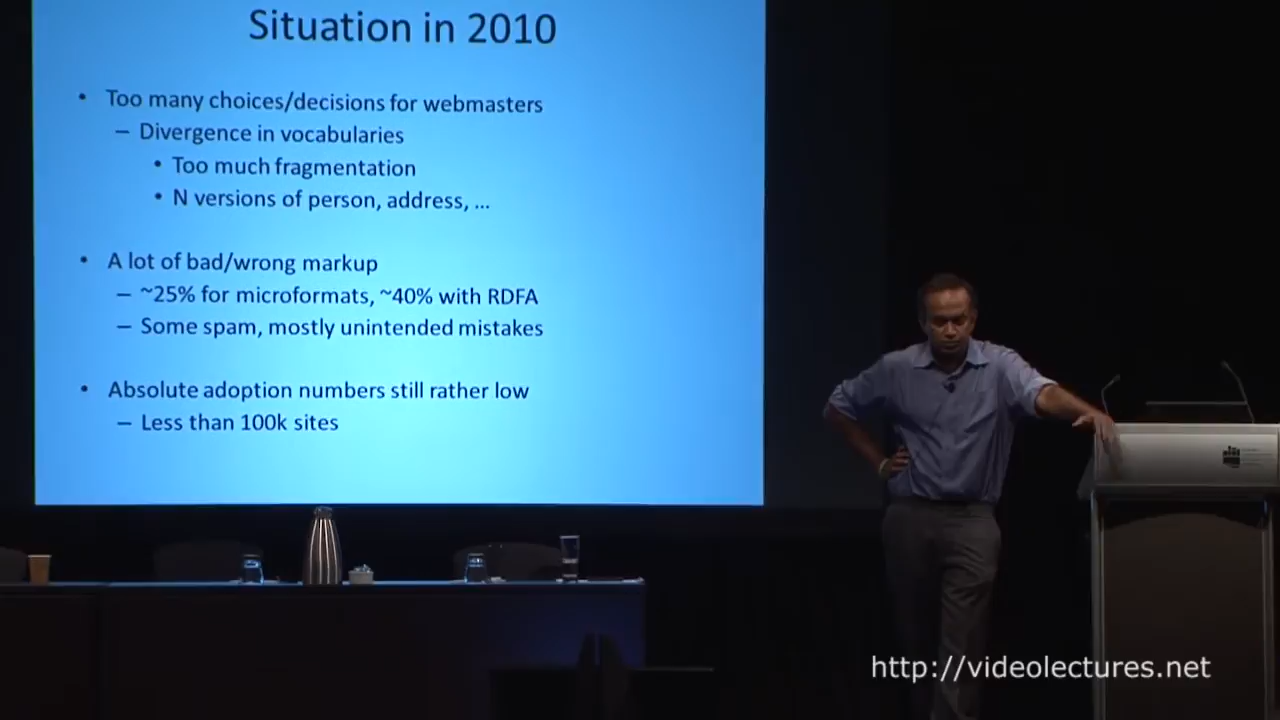 Situation in 2010
• Too many choices/decisions for webmasters
– Divergence in vocabularies
• Too much fragmentation
• N versions of person, address, ...
• A lot of bad/wrong markup
– ~25% for microformats, ~40% with RDFA
– Some spam, mostly unintended mistakes
• Absolute adoption numbers still rather low
– Less than 100k sites
http://videolectures.net